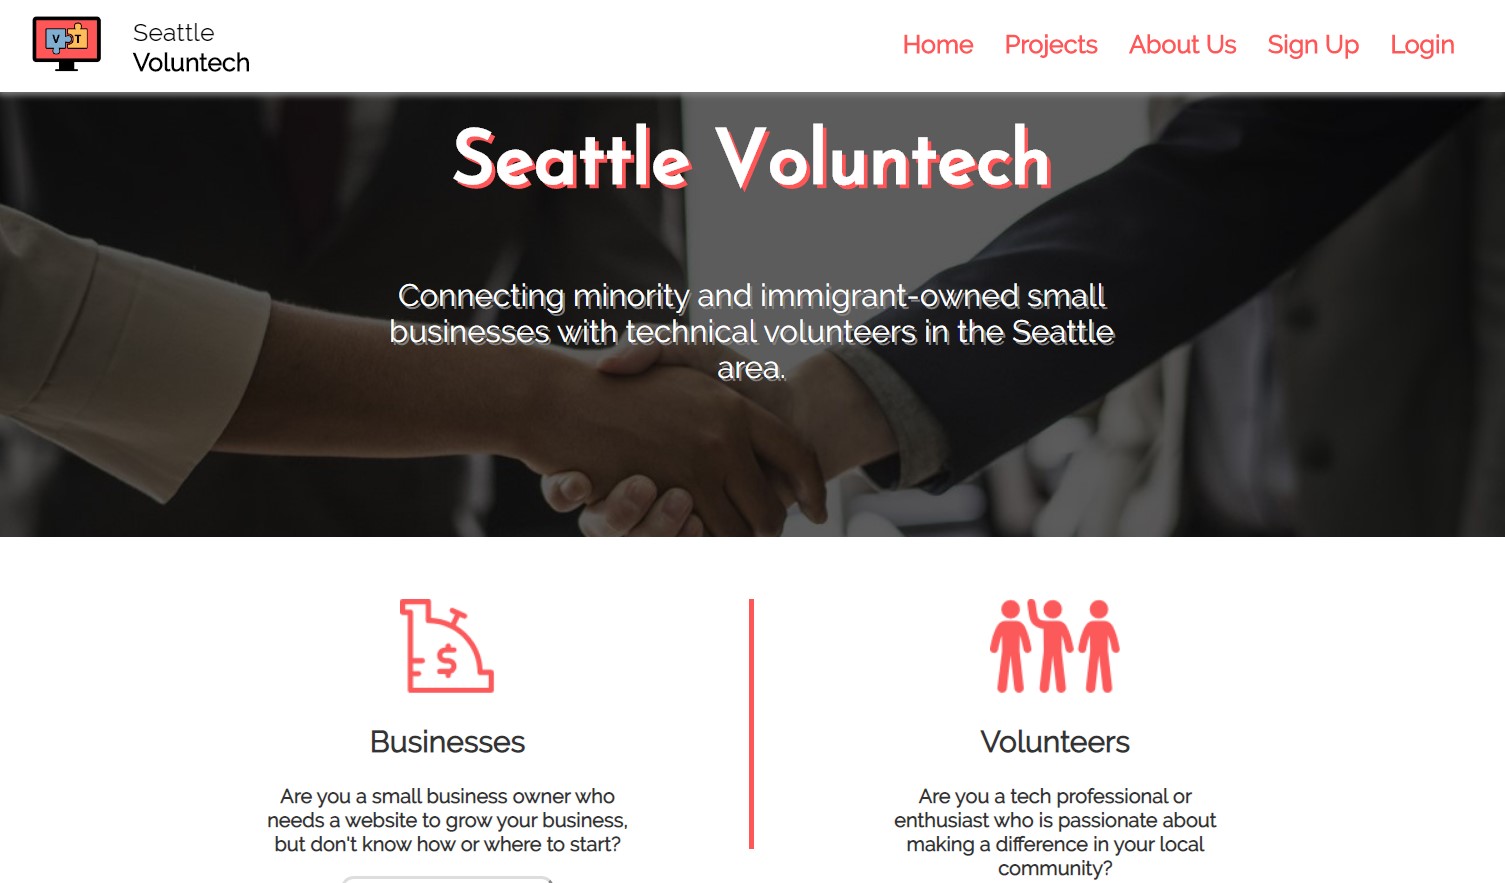 V T
Seattle
Voluntech
Home Projects About Us Sign Up Login
Seattle Voluntech
Connecting minority and immigrant-owned small
businesses with technical volunteers in the Seattle
area.
$
Businesses
Are you a small business owner who
needs a website to grow your business,
but don't know how or where to start?
Volunteers
Are you a tech professional or
enthusiast who is passionate about
making a difference in your local
community?